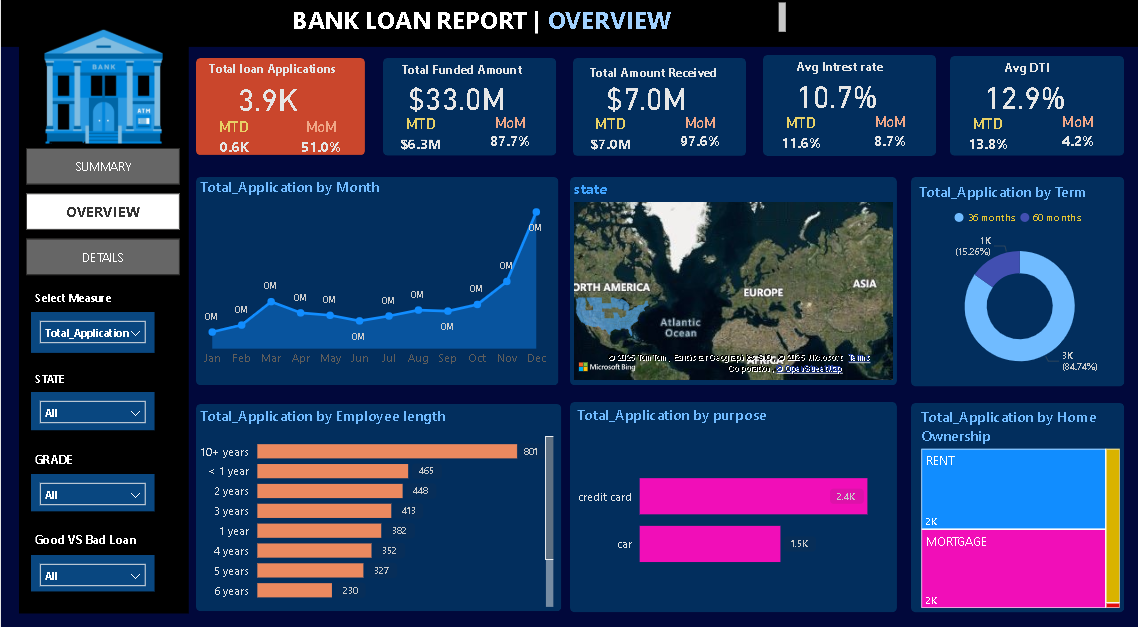 BANK LOAN REPORT | OVERVIEW
BANK
ATM
SUMMARY
OVERVIEW
DETAILS
Select Measure
Total_Application
STATE
All
GRADE
All
Good VS Bad Loan
All
Total loan Applications
3.9K
MTD MoM
0.6K 51.0%
Total Funded Amount
$33.0M
MTD MoM
$6.3M 87.7%
Total Amount Received
$7.0M
MTD MoM
$7.0M 97.6%
Avg Intrest rate
10.7%
MTD MoM
11.6% 8.7%
Avg DTI
12.9%
MTD MoM
13.8% 4.2%
Total_Application by Month
0M 0M 0M 0M 0M 0M 0M 0M 0M 0M 0M 0M
Jan Feb Mar Apr May Jun Jul Aug Sep Oct Nov Dec
state
ORTH AMERICA
EUROPE
ASIA
Atlantic
Ocean
AFRICA
© 2025 TomTom, Earthstar Geographics SIO, © 2025 Microsoft Terms
Corporation, © OpenStreetMap
Microsoft Bing
Total_Application by Term
36 months 60 months
1K
(15.26%)
3K
(84.74%)
Total_Application by Employee length
10+ years 801
< 1 year 465
2 years 448
3 years 413
1 year 382
4 years 352
5 years 327
6 years 230
Total_Application by purpose
credit card 2.4K
car 1.5K
Total_Application by Home
Ownership
RENT
2K
MORTGAGE
2K